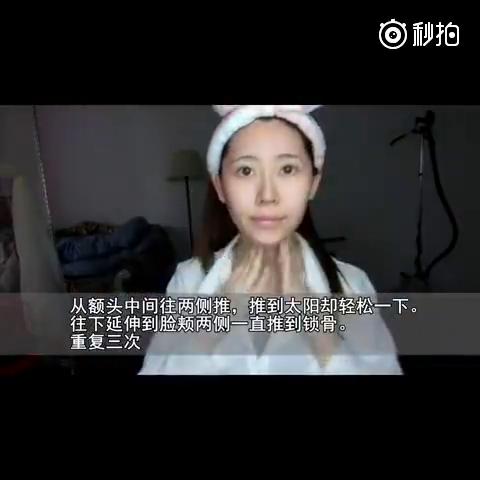 秒拍
从额头中间往两侧推，推到太阳却轻松一下。
往下延伸到脸颊两侧一直推到锁骨。
重复三次